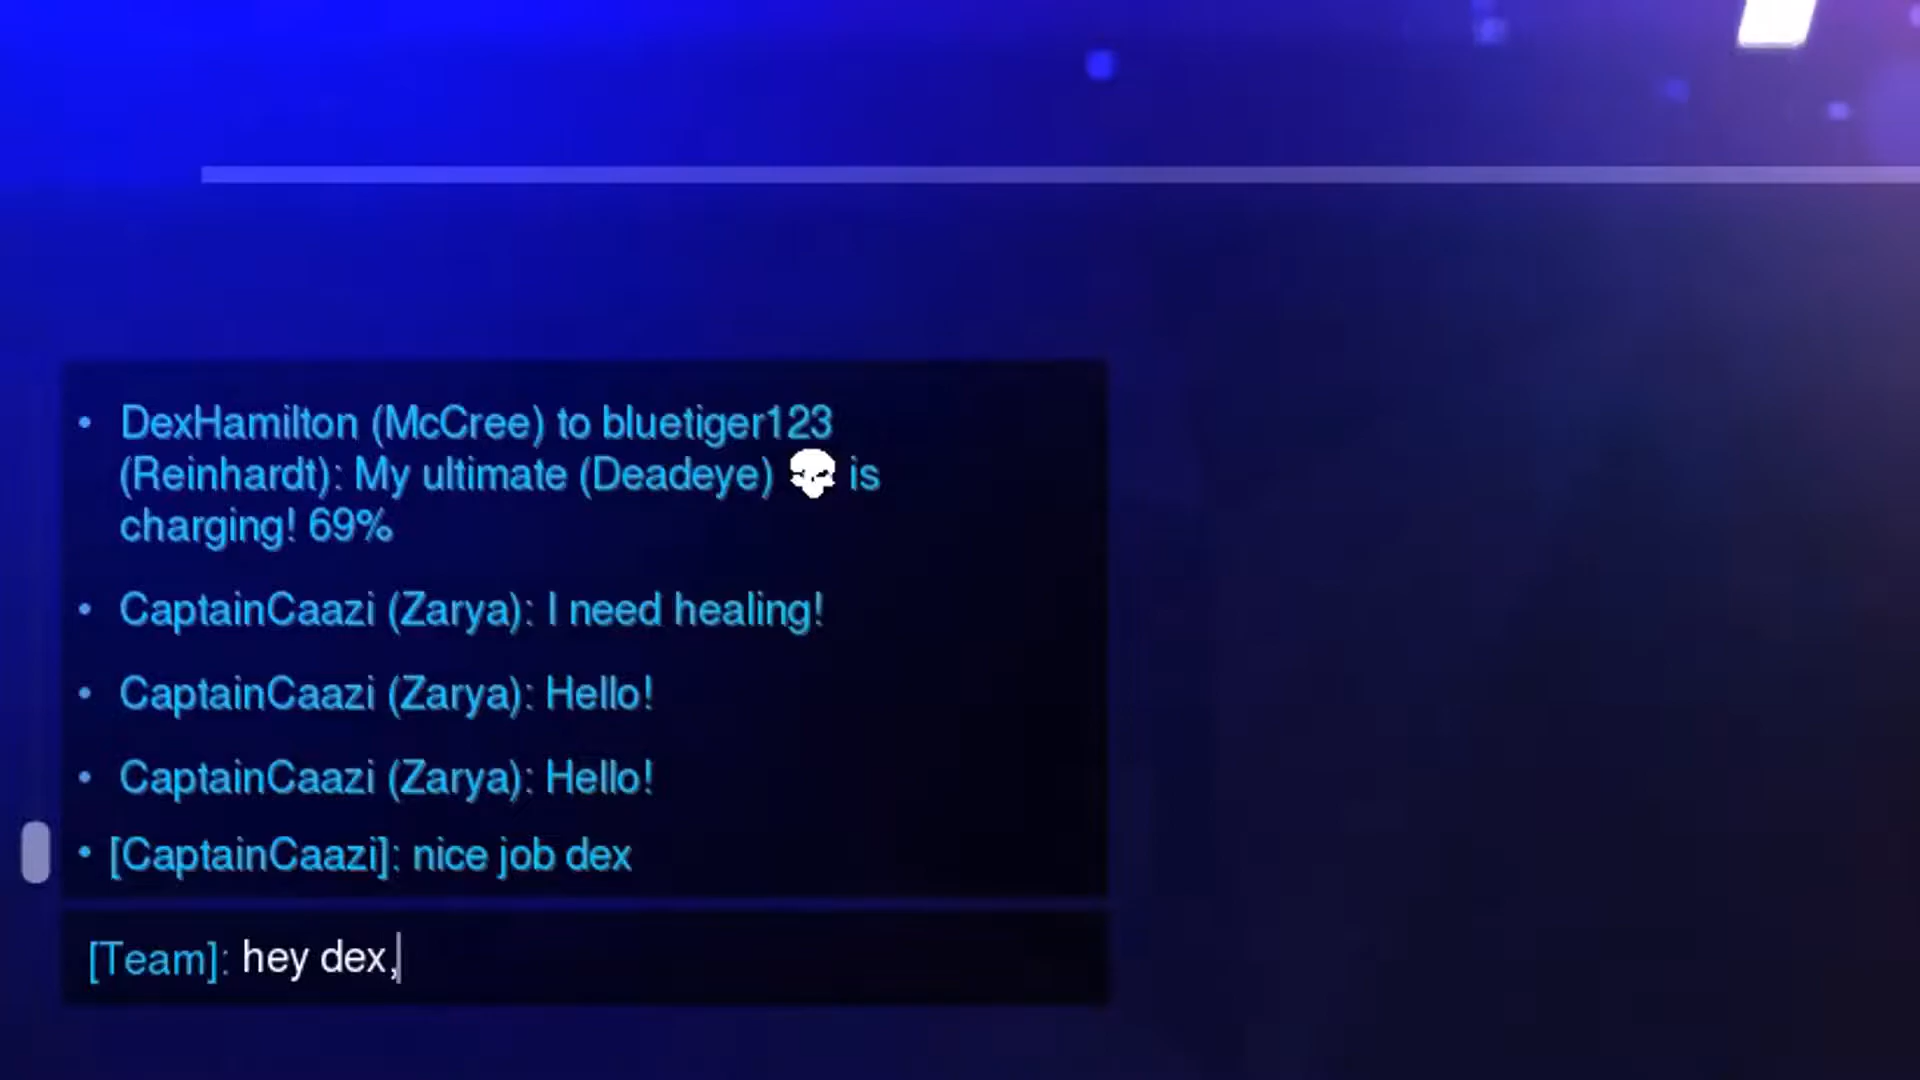 • DexHamilton (McCree) to bluetiger123
(Reinhardt): My ultimate (Deadeye) 💀 is
charging! 69%
• CaptainCaazi (Zarya): I need healing!
• CaptainCaazi (Zarya): Hello!
• CaptainCaazi (Zarya): Hello!
• [CaptainCaazi]: nice job dex
[Team]: hey dex,